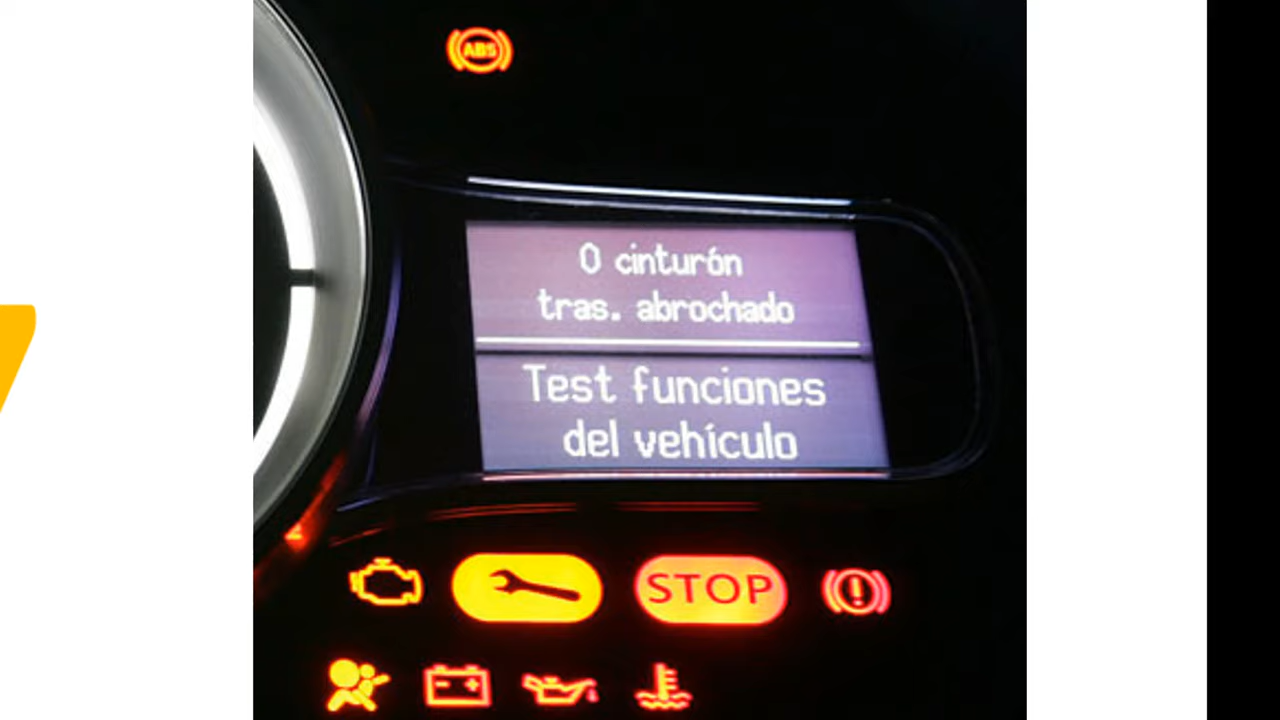 ABS
0 cinturón
tras. abrochado
Test funciones
del vehículo
STOP